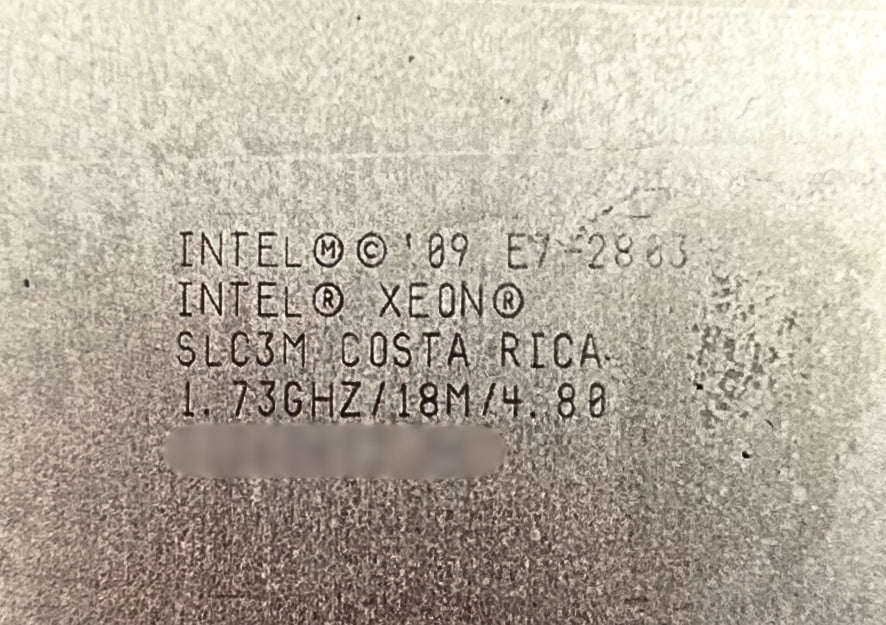 INTELⓂ© '09 E7-2803
INTEL® XEON®
SLC3M COSTA RICA
1.73GHZ/18M/4.80